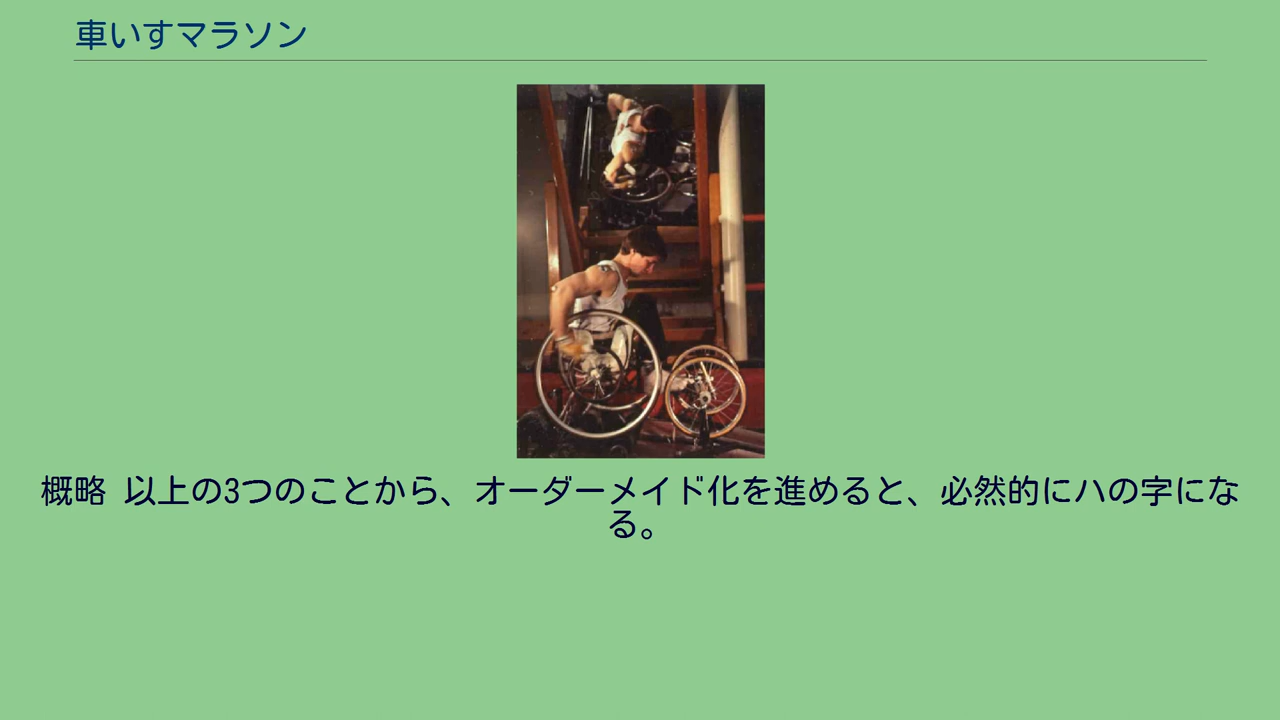 車いすマラソン
概略 以上の3つのことから、オーダーメイド化を進めると、必然的にハの字にな
る。